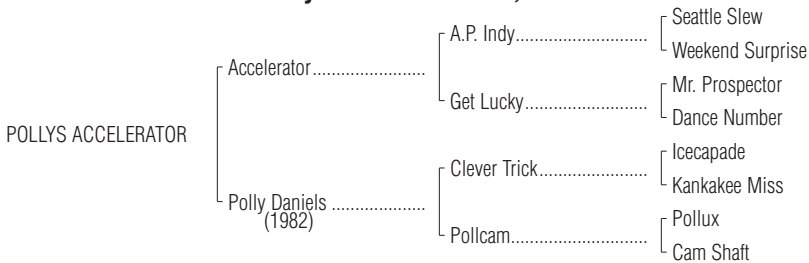 POLLYS ACCELERATOR
Accelerator........................
Polly Daniels ....................
(1982)
A.P. Indy............................
Get Lucky..........................
Clever Trick.......................
Pollcam.............................
Seattle Slew
Weekend Surprise
Mr. Prospector
Dance Number
Icecapade
Kankakee Miss
Pollux
Cam Shaft